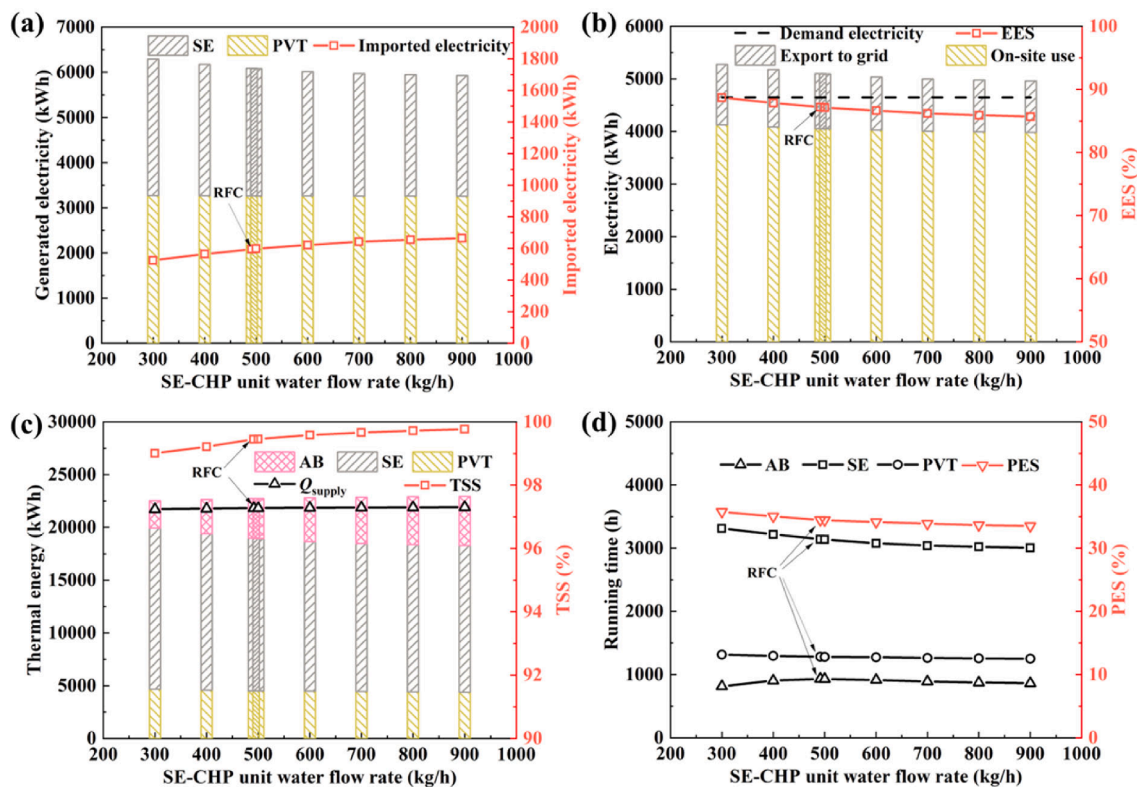 (a)
SE PVT Imported electricity
RFC
7000
6000
5000
4000
3000
2000
1000
0
Generated electricity (kWh)
2000
1800
1600
1400
1200
1000
800
600
400
200
0
Imported electricity (kWh)
200 300 400 500 600 700 800 900 1000
SE-CHP unit water flow rate (kg/h)
(b)
Demand electricity EES
Export to grid On-site use
RFC
6000
5000
4000
3000
2000
1000
0
Electricity (kWh)
100
90
80
70
60
50
EES (%)
200 300 400 500 600 700 800 900 1000
SE-CHP unit water flow rate (kg/h)
(c)
RFC
AB SE PVT
Qsupply TSS
30000
25000
20000
15000
10000
5000
0
Thermal energy (kWh)
100
98
96
94
92
90
TSS (%)
200 300 400 500 600 700 800 900 1000
SE-CHP unit water flow rate (kg/h)
(d)
AB SE PVT PES
RFC
5000
4000
3000
2000
1000
0
Running time (h)
50
40
30
20
10
0
PES (%)
200 300 400 500 600 700 800 900 1000
SE-CHP unit water flow rate (kg/h)